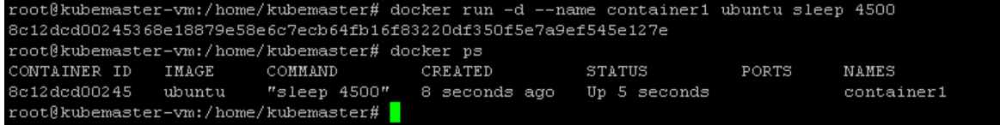 root@kubemaster-vm:/home/kubemaster# docker run -d --name container1 ubuntu sleep 4500
8c12dcd00245368e18879e58e6c7ecb64fb16f83220df350f5e7a9ef545e127e
root@kubemaster-vm:/home/kubemaster# docker ps
CONTAINER ID   IMAGE     COMMAND        CREATED         STATUS         PORTS     NAMES
8c12dcd00245   ubuntu    "sleep 4500"   8 seconds ago   Up 5 seconds             container1
root@kubemaster-vm:/home/kubemaster#